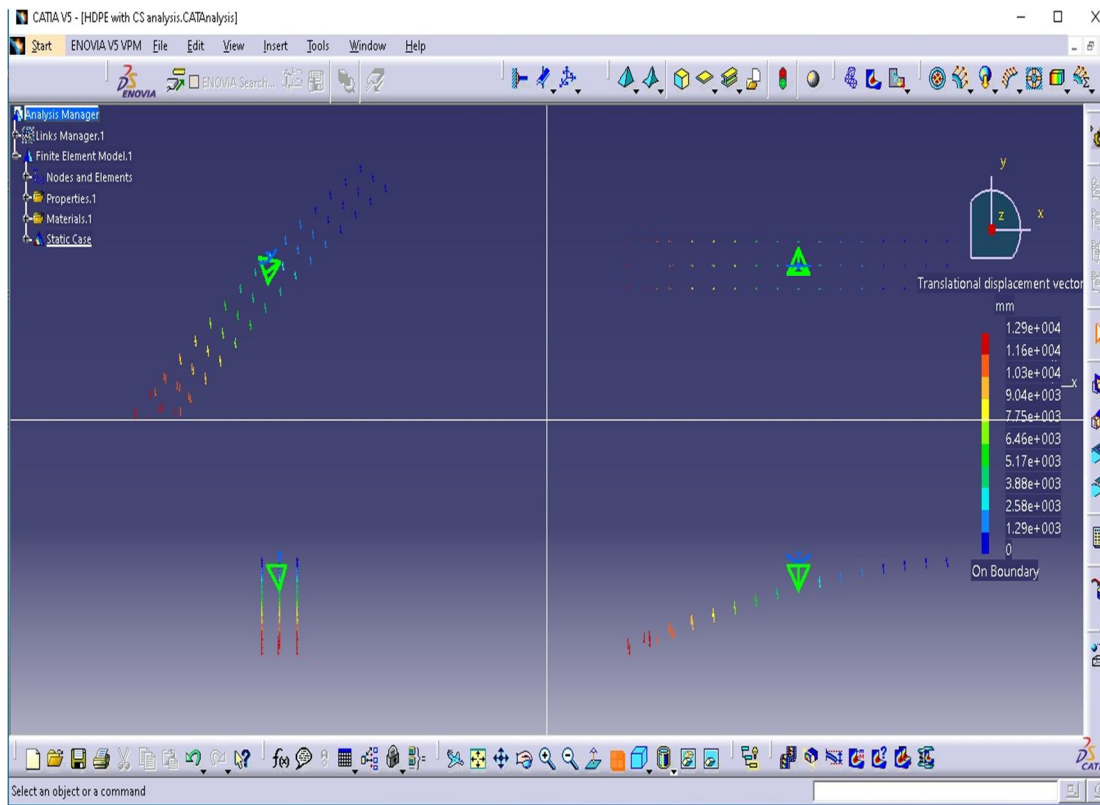 CATIA V5 - [HDPE with CS analysis.CATAnalysis]
Start ENOVIA V5 VPM File Edit View Insert Tools Window Help
ENOVIA ENOVIA Search...
Analysis Manager
Links Manager.1
Finite Element Model.1
Nodes and Elements
Properties.1
Materials.1
Static Case
y
z x
Translational displacement vector
mm
1.29e+004
1.16e+004
1.03e+004
9.04e+003
x
7.75e+003
6.46e+003
5.17e+003
3.88e+003
2.58e+003
1.29e+003
0
On Boundary
f(x)
CATI
Select an object or a command